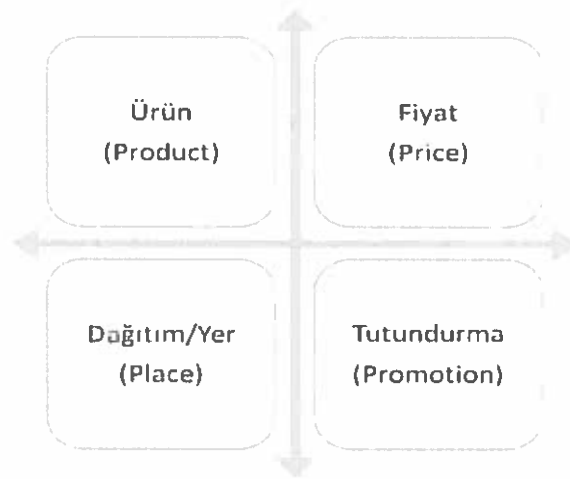 Ürün
(Product)
Fiyat
(Price)
Dağıtım/Yer
(Place)
Tutundurma
(Promotion)